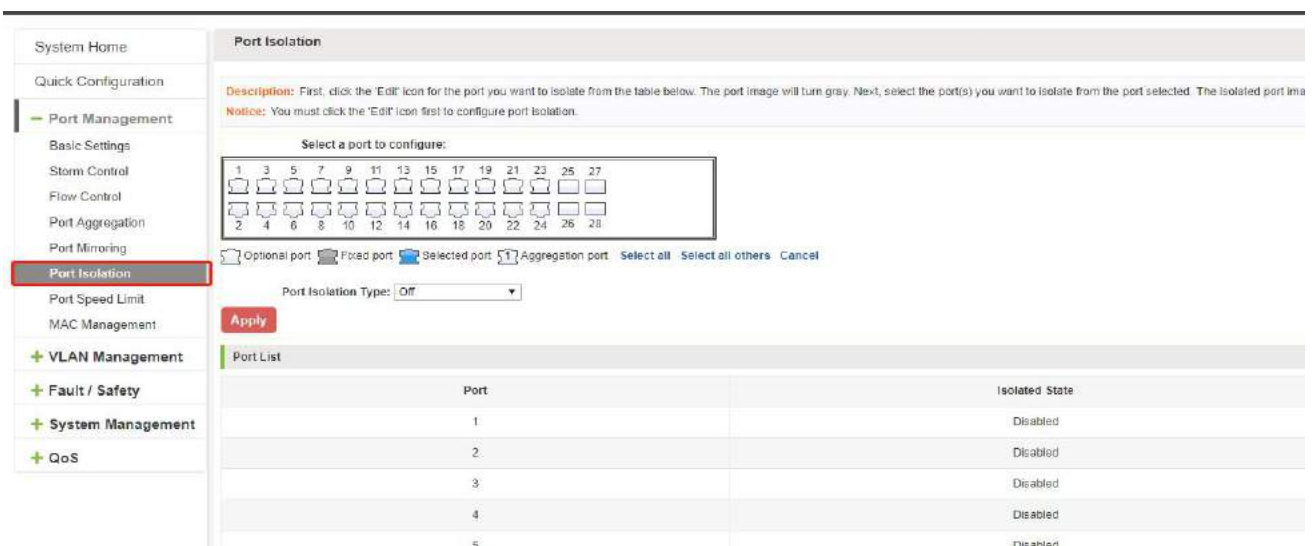 System Home
Quick Configuration
Port Management
Basic Settings
Storm Control
Flow Control
Port Aggregation
Port Mirroring
Port Isolation
Port Speed Limit
MAC Management
VLAN Management
Fault / Safety
System Management
QoS
Port Isolation
Description: First, click the 'Edit' icon for the port you want to isolate from the table below. The port image will turn gray. Next, select the port(s) you want to isolate from the port selected. The isolated port ima
Notice: You must click the 'Edit' icon first to configure port isolation.
Select a port to configure:
1 3 5 7 9 11 13 15 17 19 21 23 25 27
2 4 6 8 10 12 14 16 18 20 22 24 26 28
Optional port Fixed port Selected port 1 Aggregation port Select all Select all others Cancel
Port Isolation Type: Off
Apply
Port List
Port Isolated State
1 Disabled
2 Disabled
3 Disabled
4 Disabled
5 Disabled